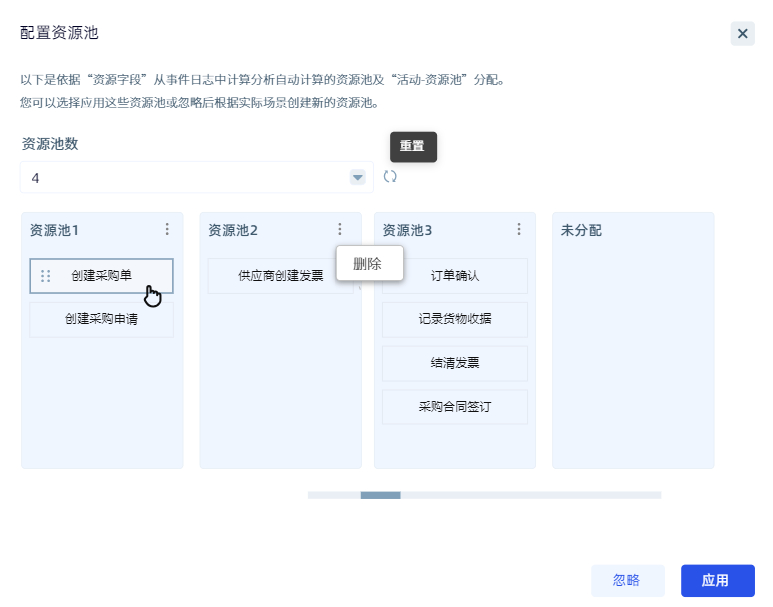 配置资源池
以下是依据“资源字段”从事件日志中计算分析自动计算的资源池及“活动-资源池”分配。
您可以选择应用这些资源池或忽略后根据实际场景创建新的资源池。
资源池数
重置
4
资源池1
创建采购单
创建采购申请
资源池2
删除
供应商创建发票
资源池3
订单确认
记录货物收据
结清发票
采购合同签订
未分配
忽略
应用